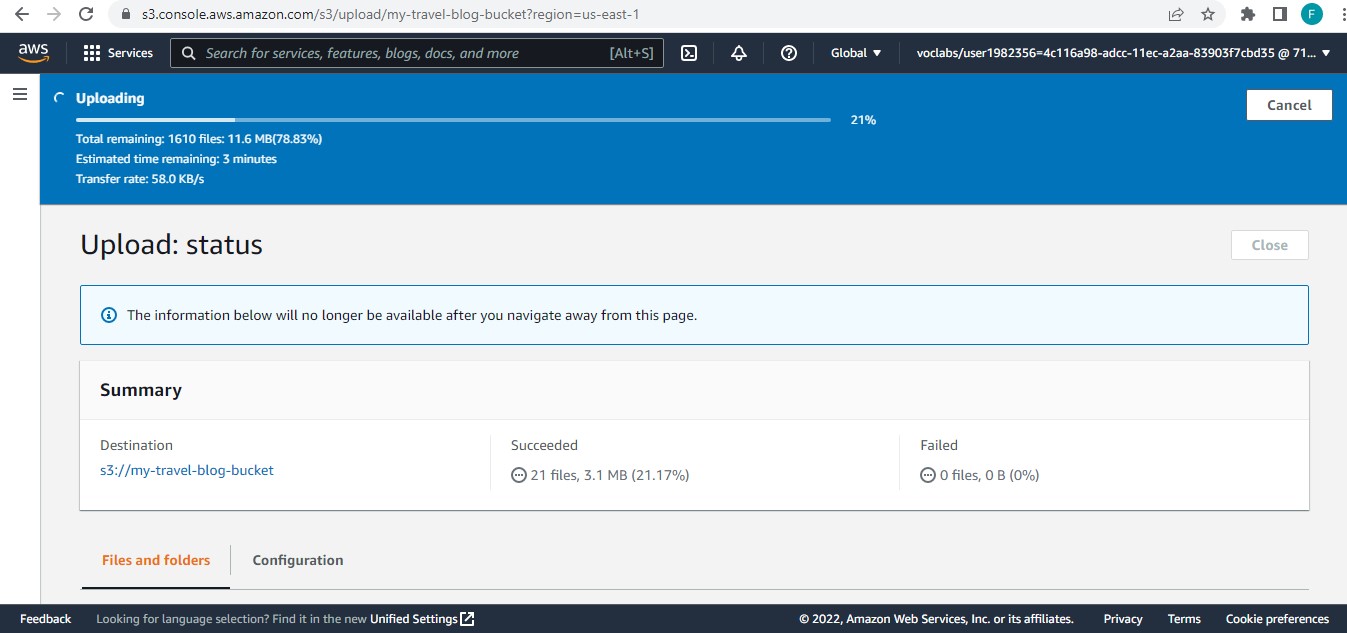 s3.console.aws.amazon.com/s3/upload/my-travel-blog-bucket?region=us-east-1
F
aws Services Search for services, features, blogs, docs, and more [Alt+S] Global voclabs/user1982356=4c116a98-adcc-11ec-a2aa-83903f7cbd35 @ 71...
Uploading
Cancel
21%
Total remaining: 1610 files: 11.6 MB(78.83%)
Estimated time remaining: 3 minutes
Transfer rate: 58.0 KB/s
Upload: status
Close
The information below will no longer be available after you navigate away from this page.
Summary
Destination
s3://my-travel-blog-bucket
Succeeded
21 files, 3.1 MB (21.17%)
Failed
0 files, 0 B (0%)
Files and folders Configuration
Feedback Looking for language selection? Find it in the new Unified Settings © 2022, Amazon Web Services, Inc. or its affiliates. Privacy Terms Cookie preferences